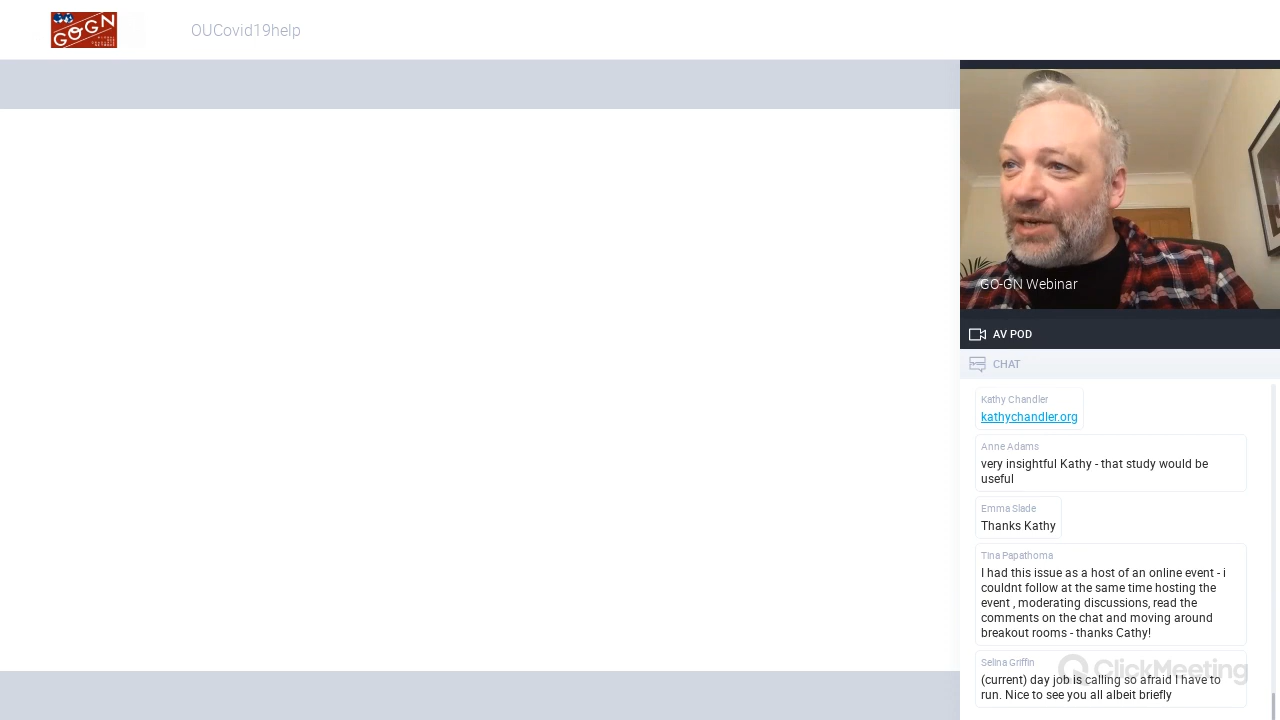 GO-GN
OUCovid19help
GO-GN Webinar
AV POD
CHAT
Kathy Chandler
kathychandler.org
Anne Adams
very insightful Kathy - that study would be
useful
Emma Slade
Thanks Kathy
Tina Papathoma
I had this issue as a host of an online event - i
couldnt follow at the same time hosting the
event , moderating discussions, read the
comments on the chat and moving around
breakout rooms - thanks Cathy!
Selina Griffin
(current) day job is calling so afraid I have to
run. Nice to see you all albeit briefly
ClickMeeting